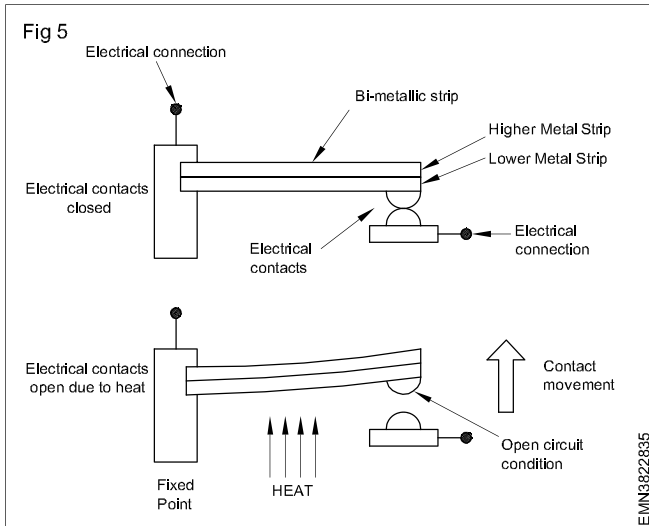 Fig 5
Electrical connection
Bi-metallic strip
Higher Metal Strip
Lower Metal Strip
Electrical contacts
closed
Electrical
contacts
Electrical
connection
Electrical contacts
open due to heat
Contact
movement
Open circuit
condition
HEAT
Fixed
Point
EMN3822835